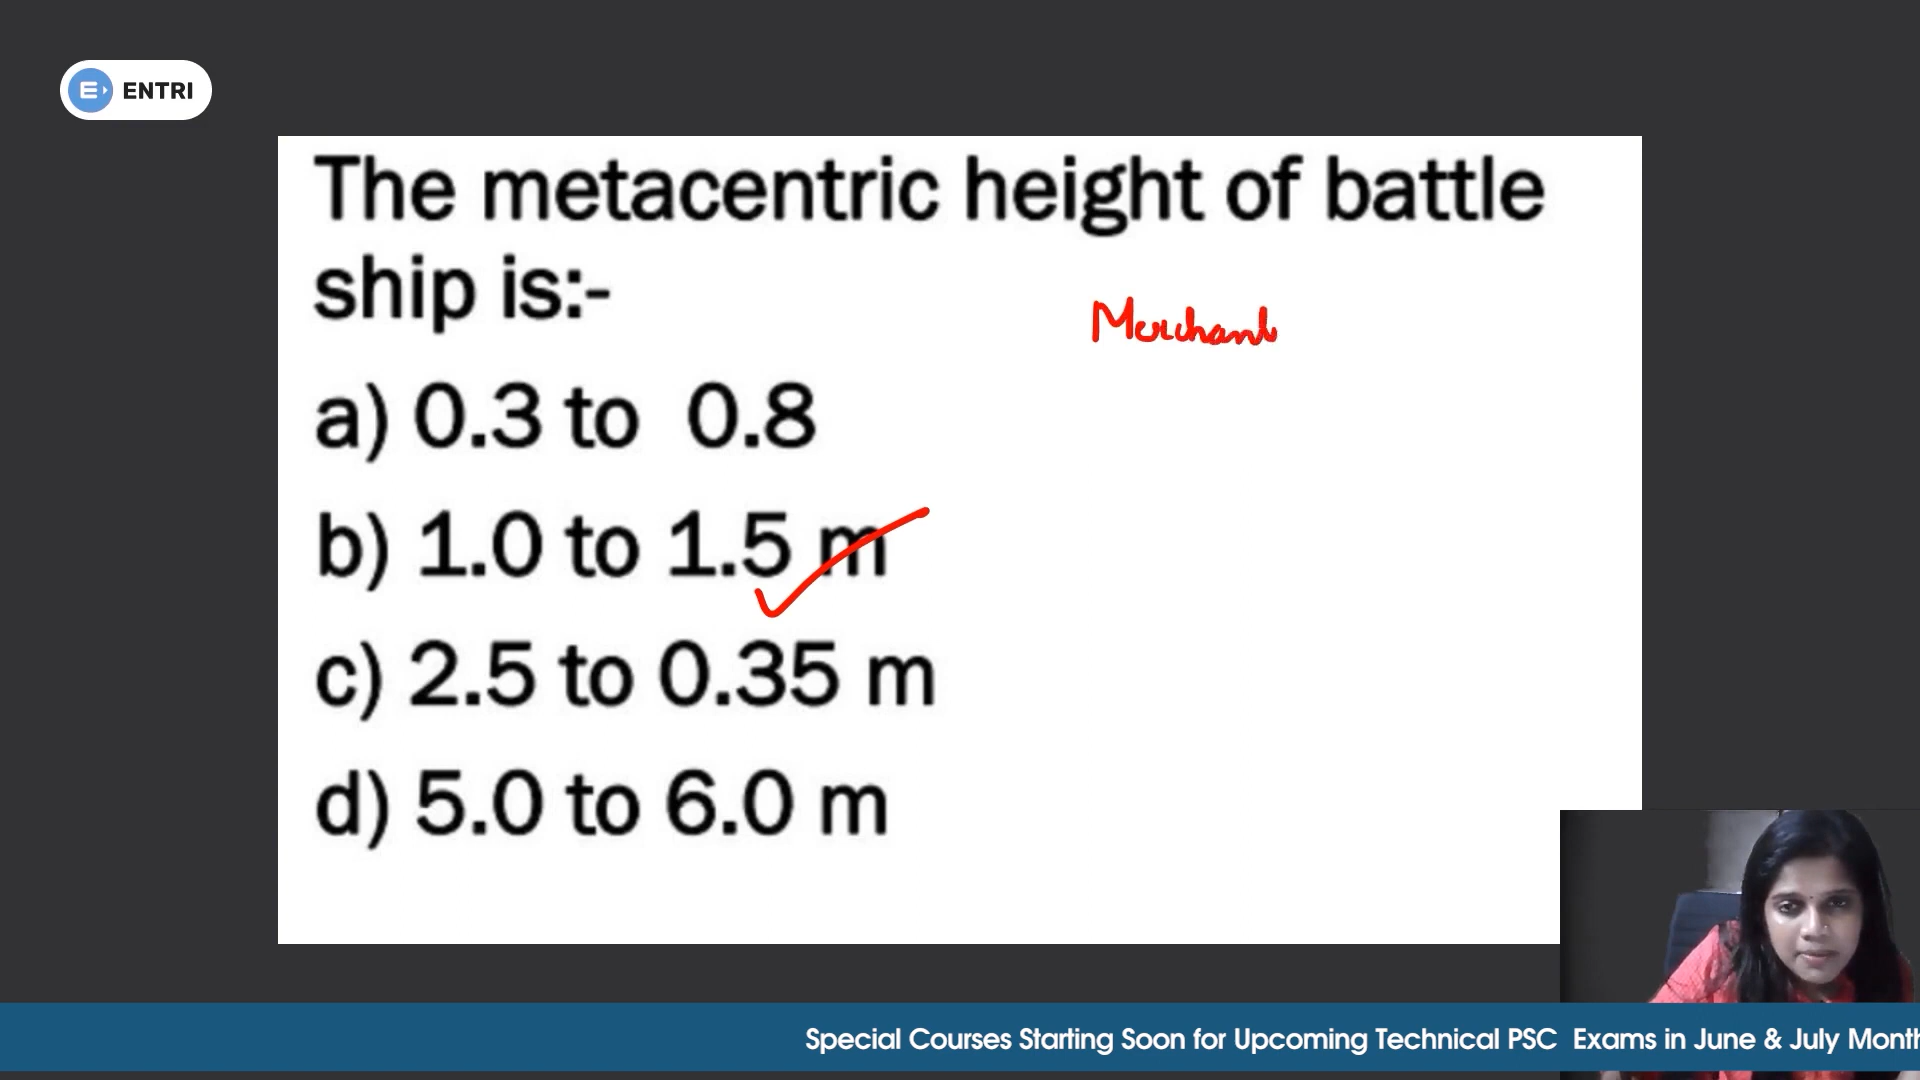 ENTRI
The metacentric height of battle
ship is:-
Merchant
a) 0.3 to 0.8
b) 1.0 to 1.5 m
c) 2.5 to 0.35 m
d) 5.0 to 6.0 m
Special Courses Starting Soon for Upcoming Technical PSC Exams in June & July Month